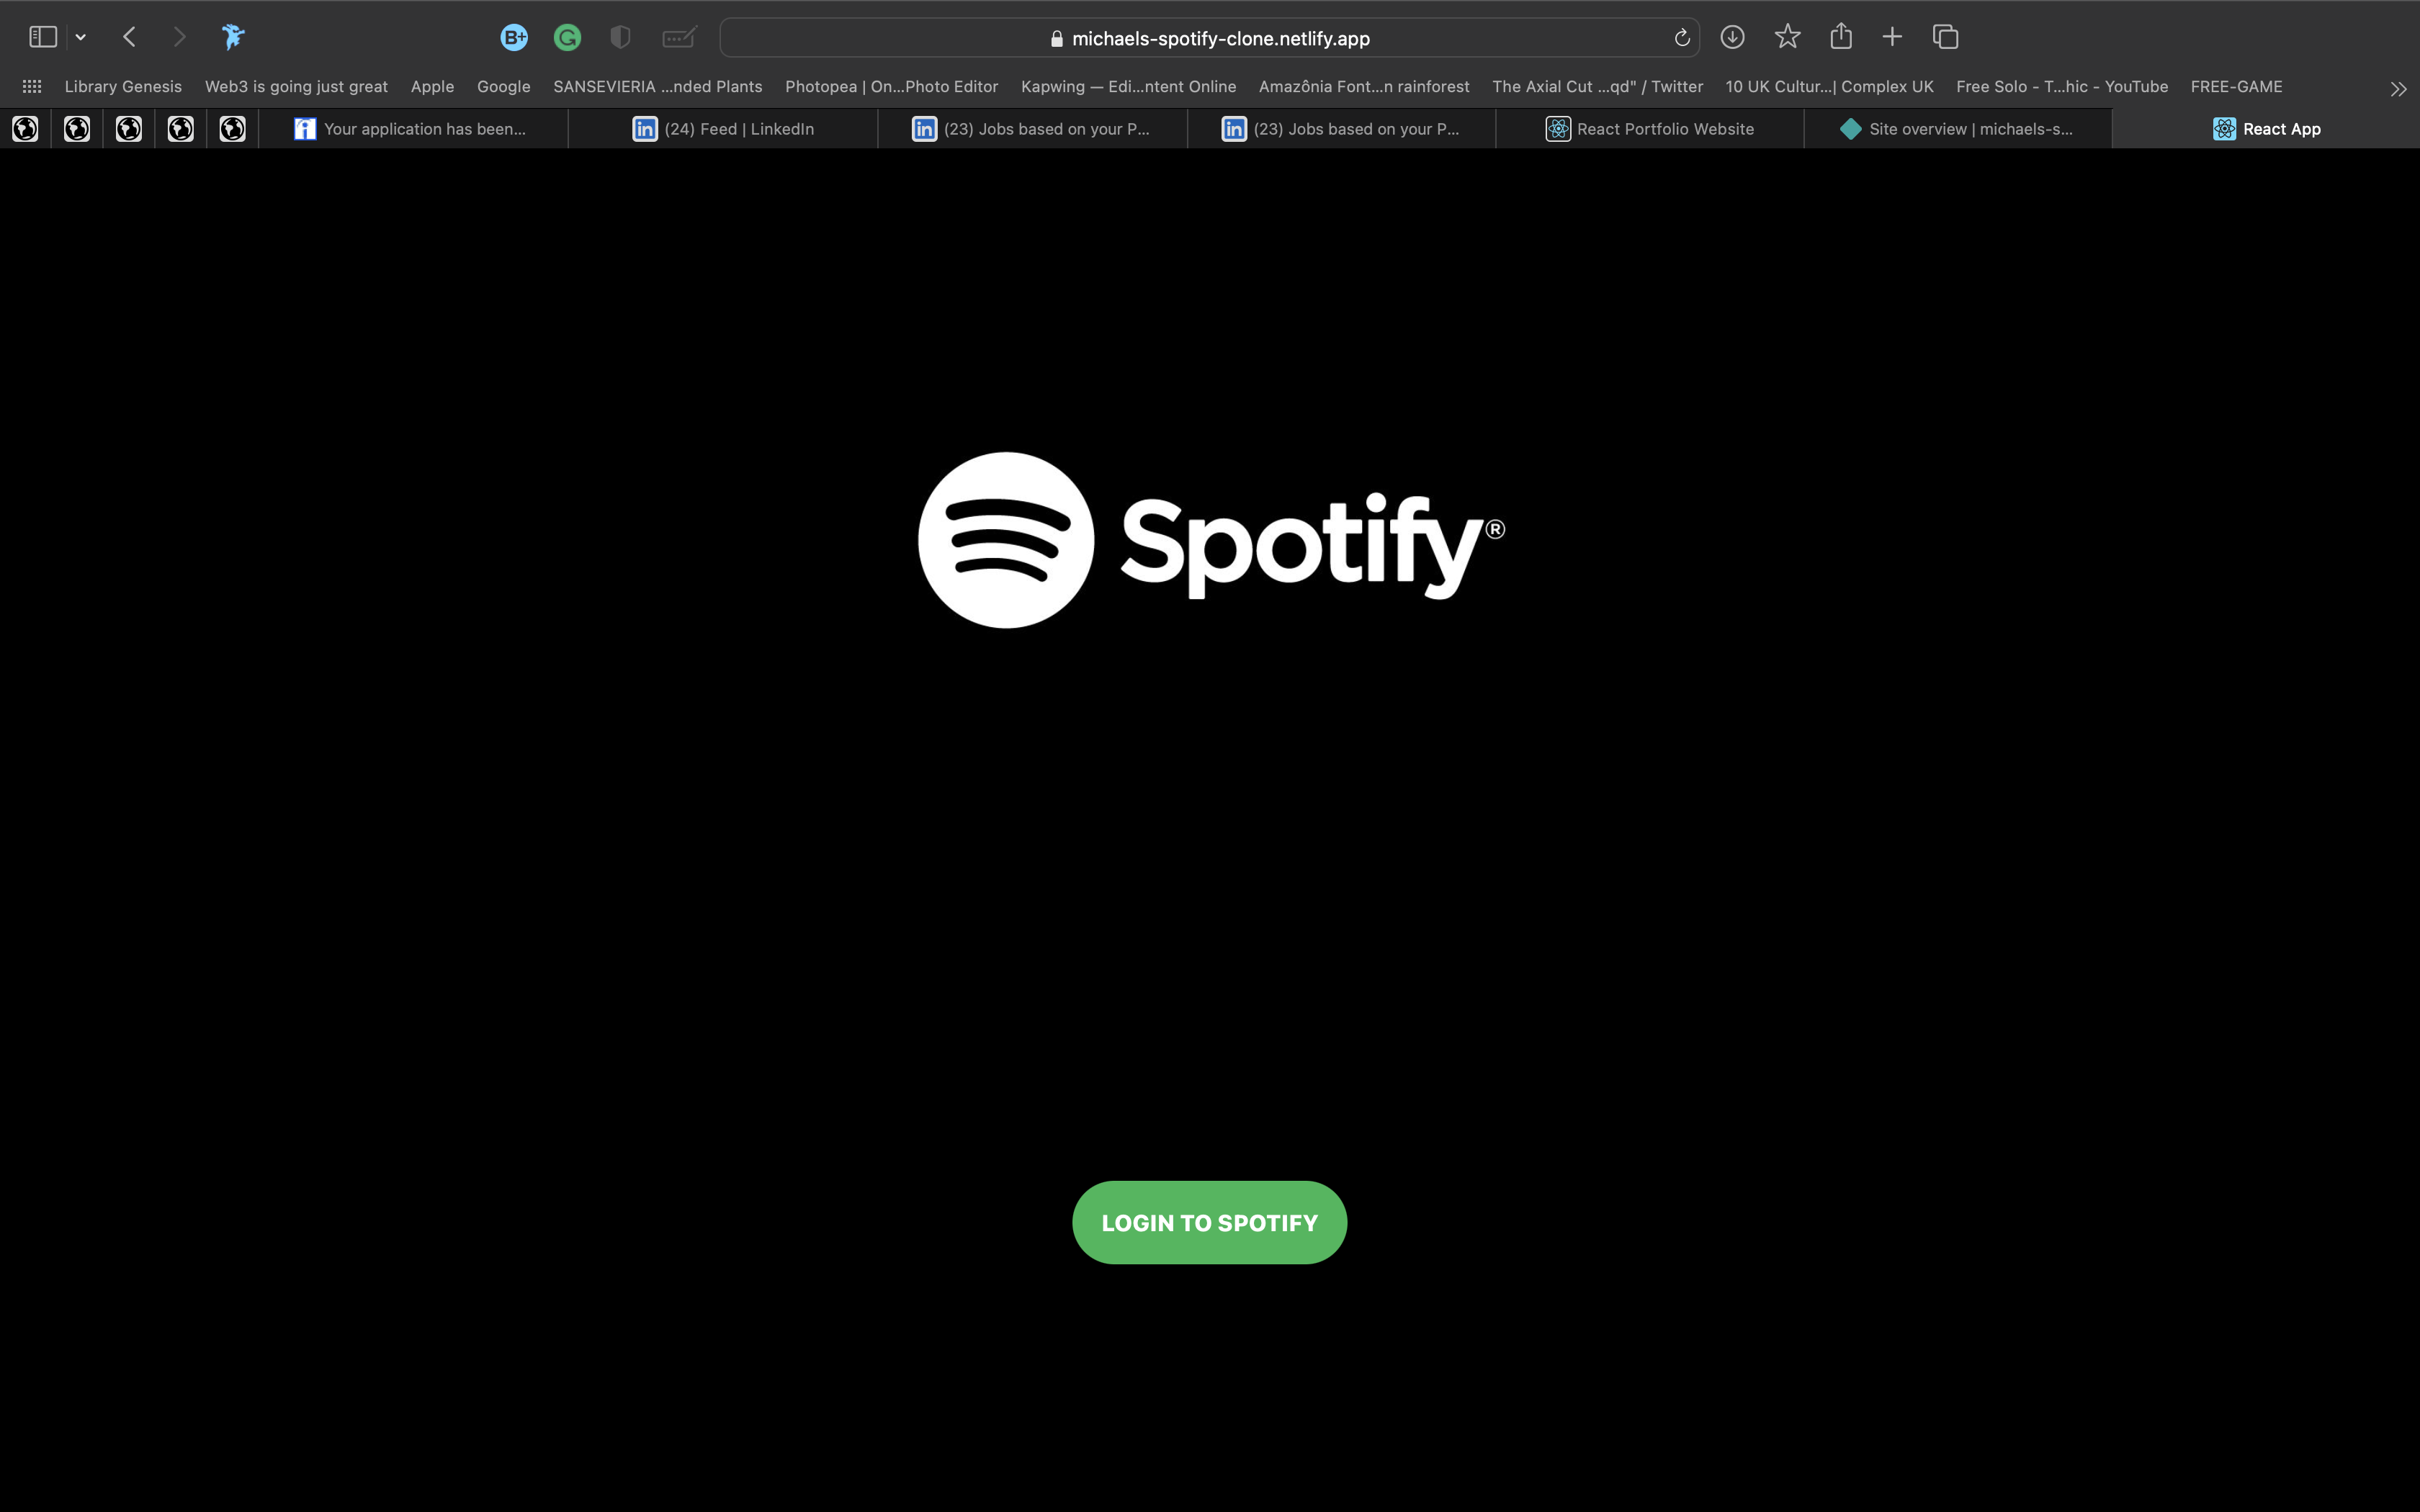 B+ G michaels-spotify-clone.netlify.app
Library Genesis Web3 is going just great Apple Google SANSEVIERIA ...nded Plants Photopea | On...Photo Editor Kapwing — Edi...ntent Online Amazônia Font...n rainforest The Axial Cut ...qd" / Twitter 10 UK Cultur...| Complex UK Free Solo - T...hic - YouTube FREE-GAME
Your application has been... in (24) Feed | LinkedIn in (23) Jobs based on your P... in (23) Jobs based on your P... React Portfolio Website Site overview | michaels-s... React App
Spotify®
LOGIN TO SPOTIFY